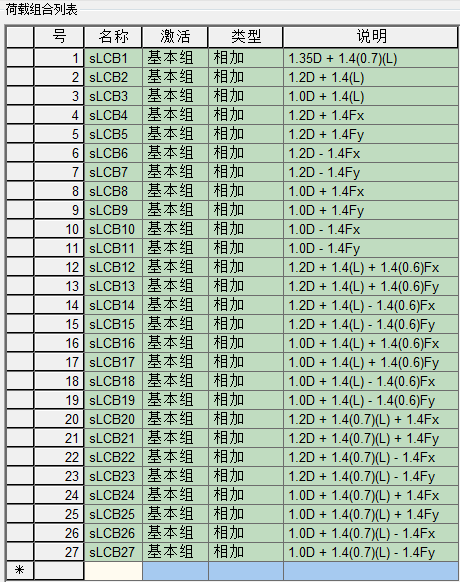 荷载组合列表
号 名称 激活 类型 说明
1 sLCB1 基本组 相加 1.35D + 1.4(0.7)(L)
2 sLCB2 基本组 相加 1.2D + 1.4(L)
3 sLCB3 基本组 相加 1.0D + 1.4(L)
4 sLCB4 基本组 相加 1.2D + 1.4Fx
5 sLCB5 基本组 相加 1.2D + 1.4Fy
6 sLCB6 基本组 相加 1.2D - 1.4Fx
7 sLCB7 基本组 相加 1.2D - 1.4Fy
8 sLCB8 基本组 相加 1.0D + 1.4Fx
9 sLCB9 基本组 相加 1.0D + 1.4Fy
10 sLCB10 基本组 相加 1.0D - 1.4Fx
11 sLCB11 基本组 相加 1.0D - 1.4Fy
12 sLCB12 基本组 相加 1.2D + 1.4(L) + 1.4(0.6)Fx
13 sLCB13 基本组 相加 1.2D + 1.4(L) + 1.4(0.6)Fy
14 sLCB14 基本组 相加 1.2D + 1.4(L) - 1.4(0.6)Fx
15 sLCB15 基本组 相加 1.2D + 1.4(L) - 1.4(0.6)Fy
16 sLCB16 基本组 相加 1.0D + 1.4(L) + 1.4(0.6)Fx
17 sLCB17 基本组 相加 1.0D + 1.4(L) + 1.4(0.6)Fy
18 sLCB18 基本组 相加 1.0D + 1.4(L) - 1.4(0.6)Fx
19 sLCB19 基本组 相加 1.0D + 1.4(L) - 1.4(0.6)Fy
20 sLCB20 基本组 相加 1.2D + 1.4(0.7)(L) + 1.4Fx
21 sLCB21 基本组 相加 1.2D + 1.4(0.7)(L) + 1.4Fy
22 sLCB22 基本组 相加 1.2D + 1.4(0.7)(L) - 1.4Fx
23 sLCB23 基本组 相加 1.2D + 1.4(0.7)(L) - 1.4Fy
24 sLCB24 基本组 相加 1.0D + 1.4(0.7)(L) + 1.4Fx
25 sLCB25 基本组 相加 1.0D + 1.4(0.7)(L) + 1.4Fy
26 sLCB26 基本组 相加 1.0D + 1.4(0.7)(L) - 1.4Fx
27 sLCB27 基本组 相加 1.0D + 1.4(0.7)(L) - 1.4Fy
*